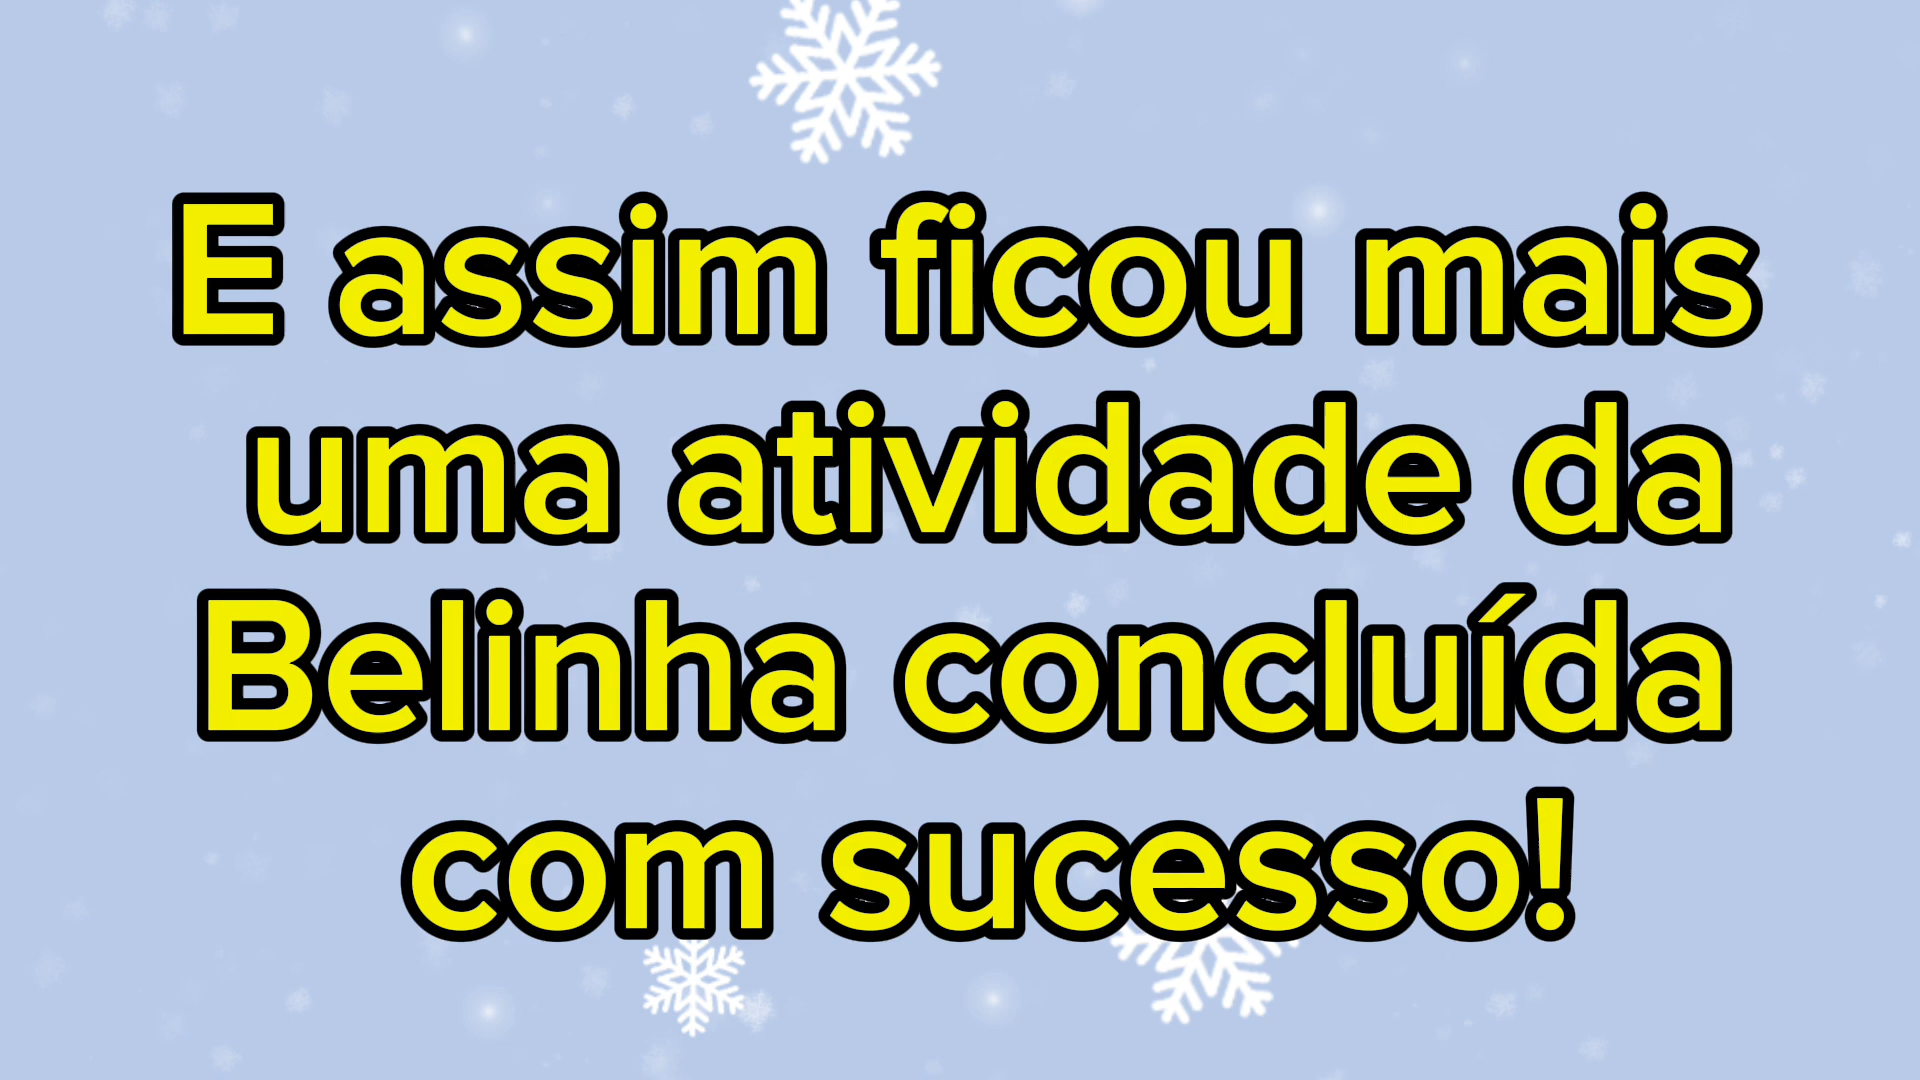 E assim ficou mais
uma atividade da
Belinha concluída
com sucesso!